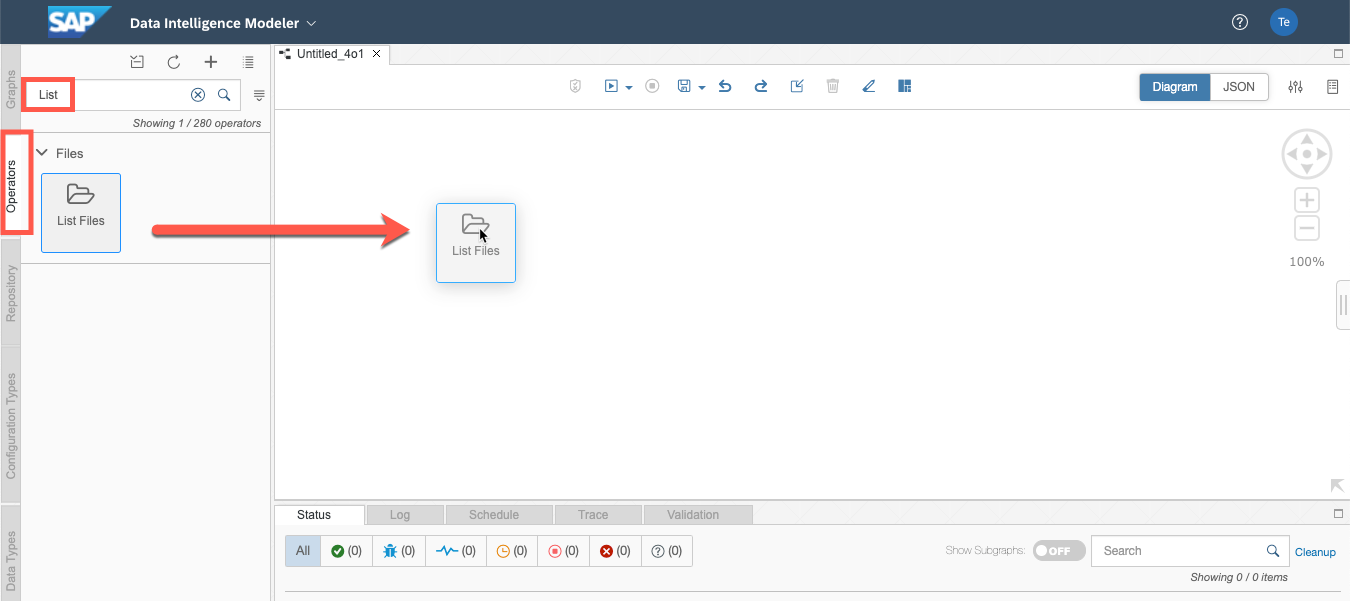 SAP Data Intelligence Modeler
? Te
Graphs
Operators
Repository
Configuration Types
Data Types
List
Showing 1 / 280 operators
Files
List Files
Untitled_4o1
Diagram JSON
List Files
100%
Status Log Schedule Trace Validation
All (0) (0) (0) (0) (0) (0) ? (0)
Show Subgraphs: OFF Search Cleanup
Showing 0 / 0 items